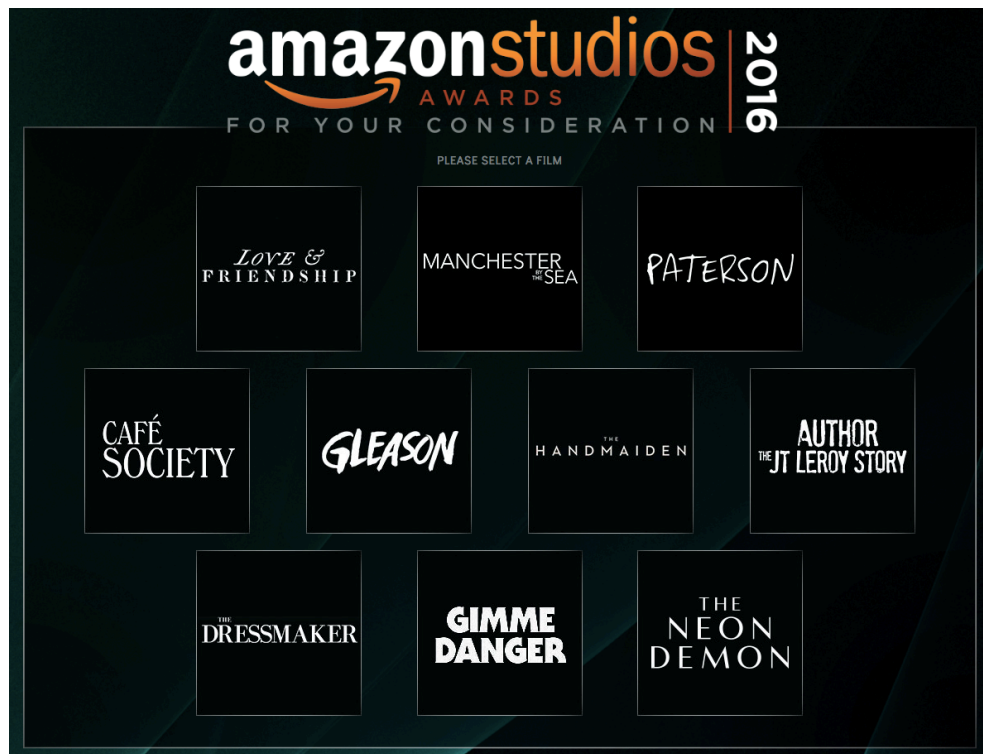 amazonstudios
AWARDS
FOR YOUR CONSIDERATION
2016
PLEASE SELECT A FILM
LOVE &
FRIENDSHIP
MANCHESTER
BY THE SEA
PATERSON
CAFÉ
SOCIETY
GLEASON
THE
HANDMAIDEN
AUTHOR
THE JT LEROY STORY
THE
DRESSMAKER
GIMME
DANGER
THE
NEON
DEMON